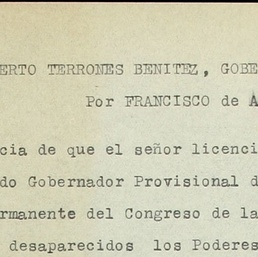 ERTO TERRONES BENITEZ, GOBE
Por FRANCISCO de A
cia de que el señor licenci
do Gobernador Provisional d
rmanente del Congreso de la
desaparecidos los Poderes